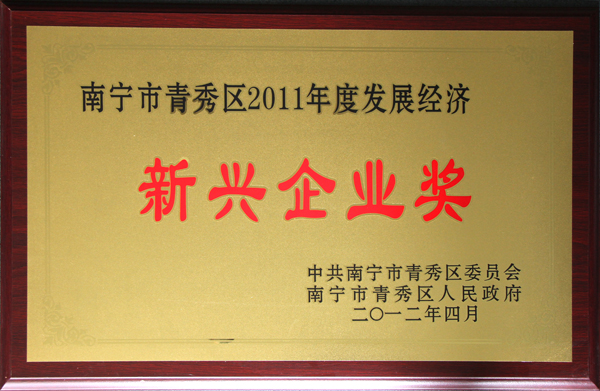 南宁市青秀区2011年度发展经济
新兴企业奖
中共南宁市青秀区委员会
南宁市青秀区人民政府
二〇一二年四月